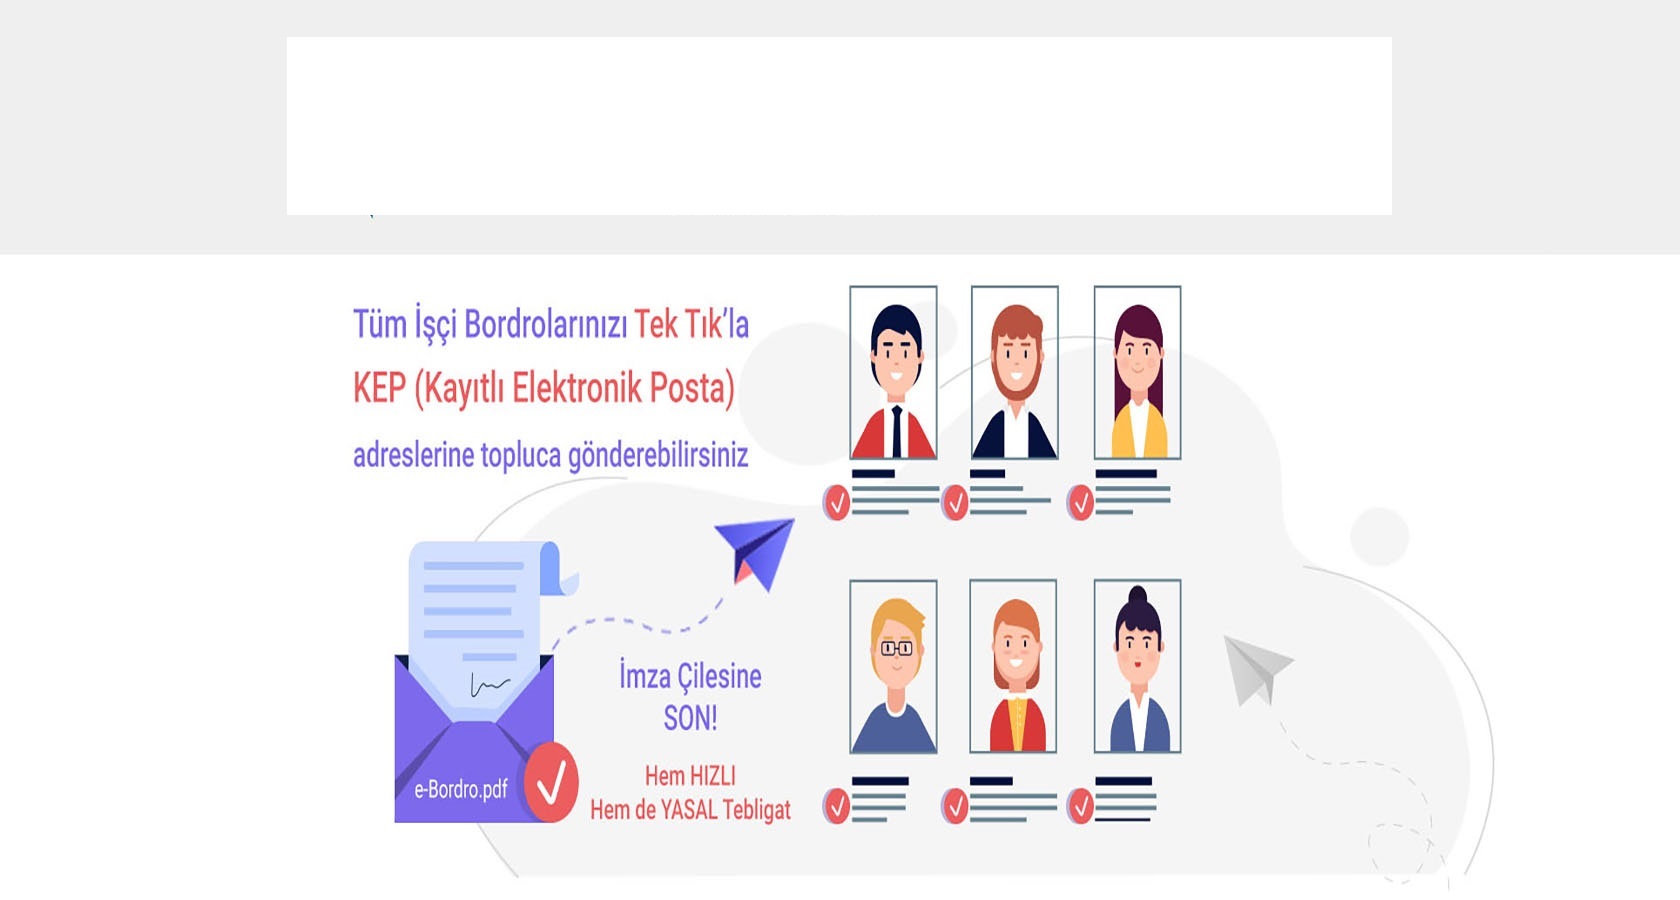 Tüm İşçi Bordrolarınızı Tek Tık'la
KEP (Kayıtlı Elektronik Posta)
adreslerine topluca gönderebilirsiniz
İmza Çilesine
SON!
Hem HIZLI
Hem de YASAL Tebligat
e-Bordro.pdf